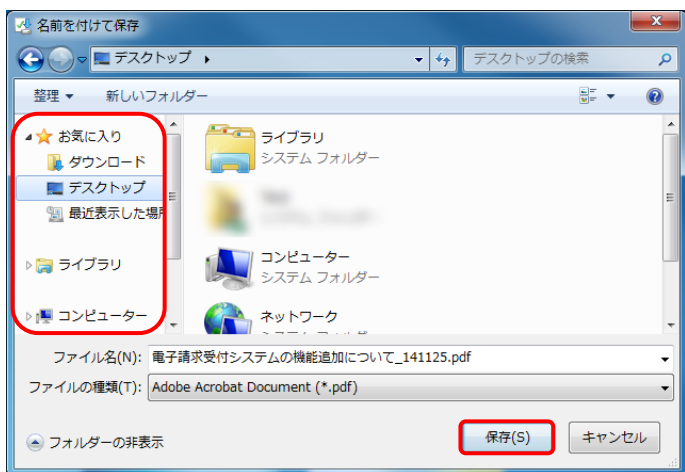 名前を付けて保存
デスクトップ
デスクトップの検索
整理
新しいフォルダー
お気に入り
ダウンロード
デスクトップ
最近表示した場所
ライブラリ
コンピューター
ライブラリ
システム フォルダー
コンピューター
システム フォルダー
ネットワーク
ファイル名(N): 電子請求受付システムの機能追加について_141125.pdf
ファイルの種類(T): Adobe Acrobat Document (*.pdf)
フォルダーの非表示
保存(S)
キャンセル